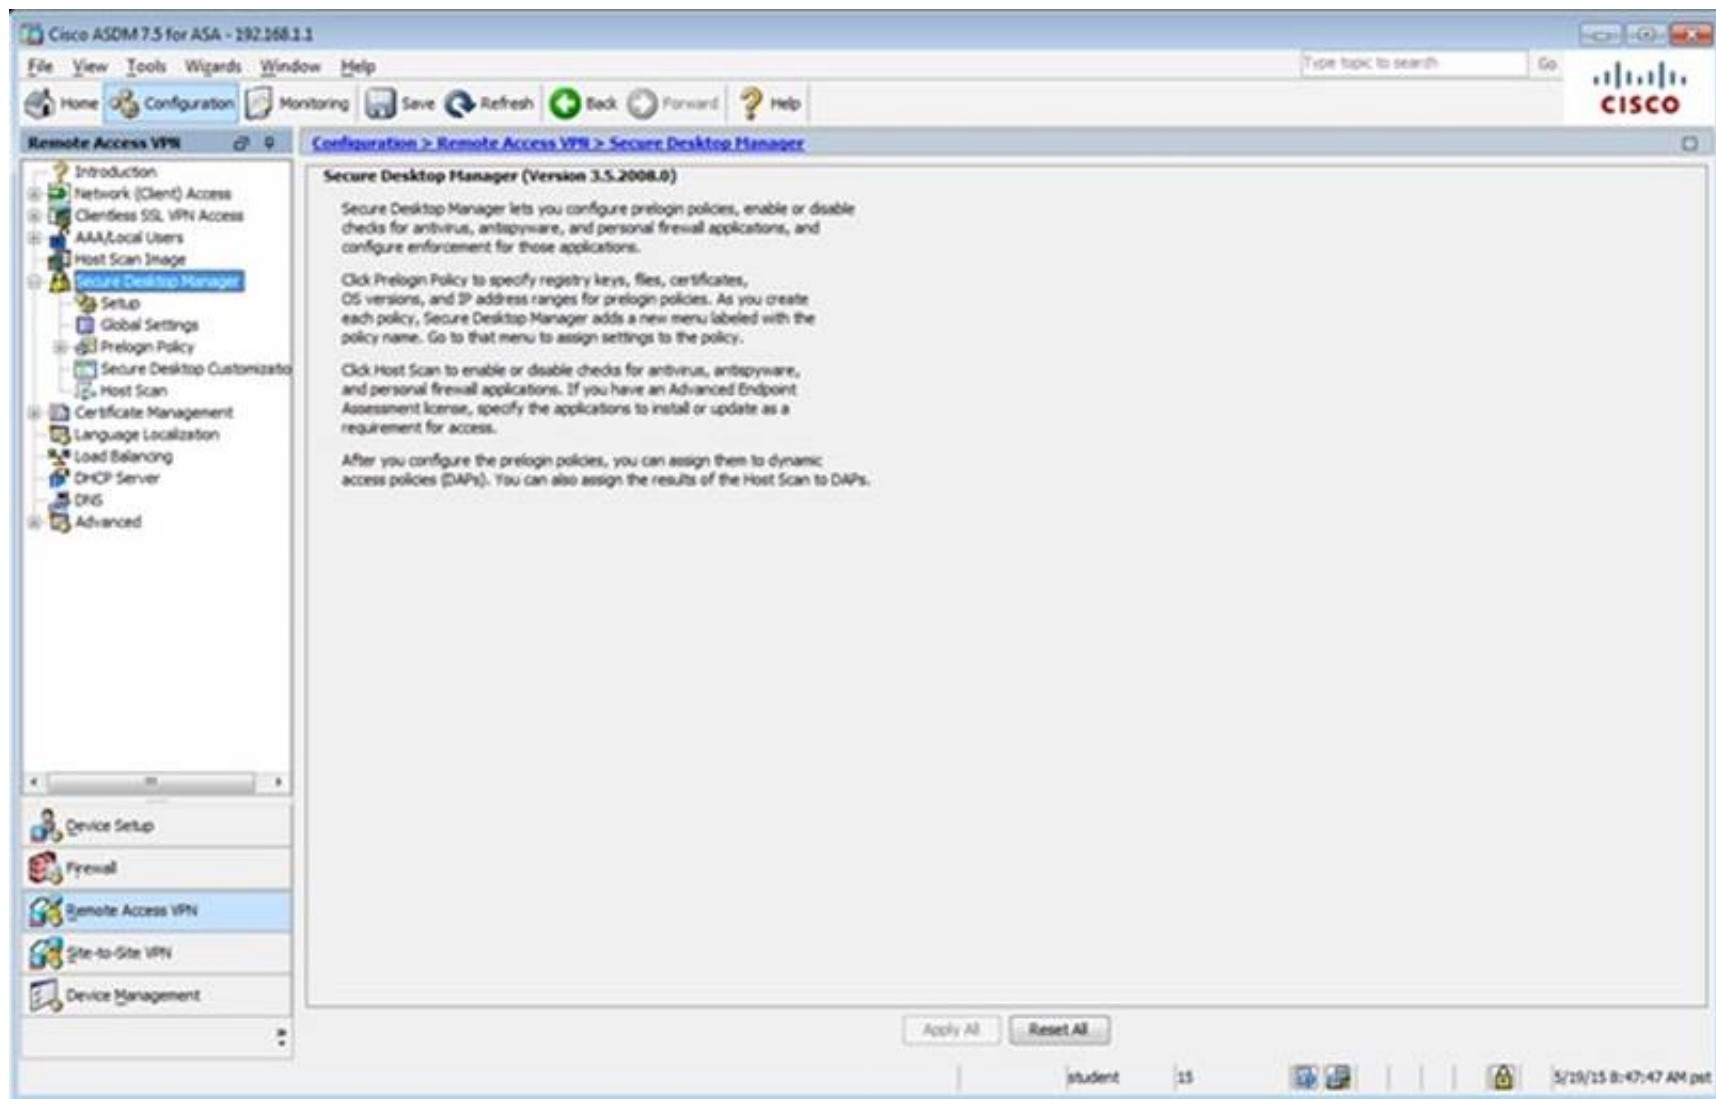 Cisco ASDM 7.5 for ASA - 192.168.1.1
File View Tools Wizards Window Help
Type topic to search Go
Home Configuration Monitoring Save Refresh Back Forward Help
CISCO
Remote Access VPN
Configuration > Remote Access VPN > Secure Desktop Manager
Introduction
Network (Client) Access
Clientless SSL VPN Access
AAA/Local Users
Host Scan Image
Secure Desktop Manager
Setup
Global Settings
Prelogin Policy
Secure Desktop Customizatio
Host Scan
Certificate Management
Language Localization
Load Balancing
DHCP Server
DNS
Advanced
Secure Desktop Manager (Version 3.5.2008.0)
Secure Desktop Manager lets you configure prelogin policies, enable or disable
checks for antivirus, antispyware, and personal firewall applications, and
configure enforcement for those applications.
Click Prelogin Policy to specify registry keys, files, certificates,
OS versions, and IP address ranges for prelogin policies. As you create
each policy, Secure Desktop Manager adds a new menu labeled with the
policy name. Go to that menu to assign settings to the policy.
Click Host Scan to enable or disable checks for antivirus, antispyware,
and personal firewall applications. If you have an Advanced Endpoint
Assessment license, specify the applications to install or update as a
requirement for access.
After you configure the prelogin policies, you can assign them to dynamic
access policies (DAPs). You can also assign the results of the Host Scan to DAPs.
Device Setup
Firewall
Remote Access VPN
Site-to-Site VPN
Device Management
Apply All Reset All
student 15 5/19/15 8:47:47 AM pst